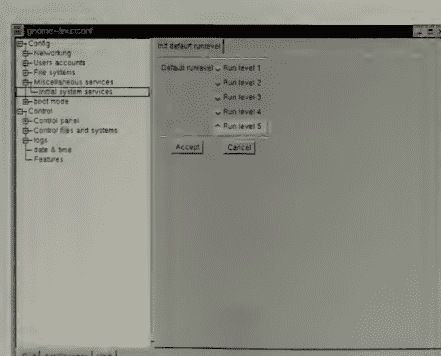 gnome-linuxconf
Config
Networking
Users accounts
File systems
Miscellaneous services
Initial system services
boot mode
Control
Control panel
Control files and systems
logs
date & time
Features
Init default runlevel
Default runlevel
Run level 1
Run level 2
Run level 3
Run level 4
Run level 5
Accept
Cancel